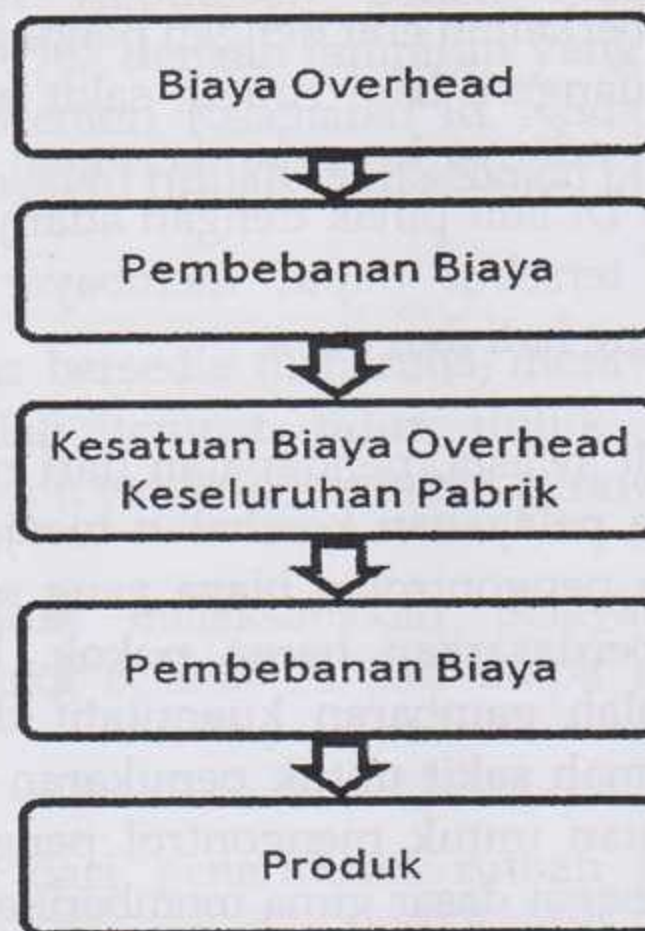 Biaya Overhead
Pembebanan Biaya
Kesatuan Biaya Overhead
Keseluruhan Pabrik
Pembebanan Biaya
Produk